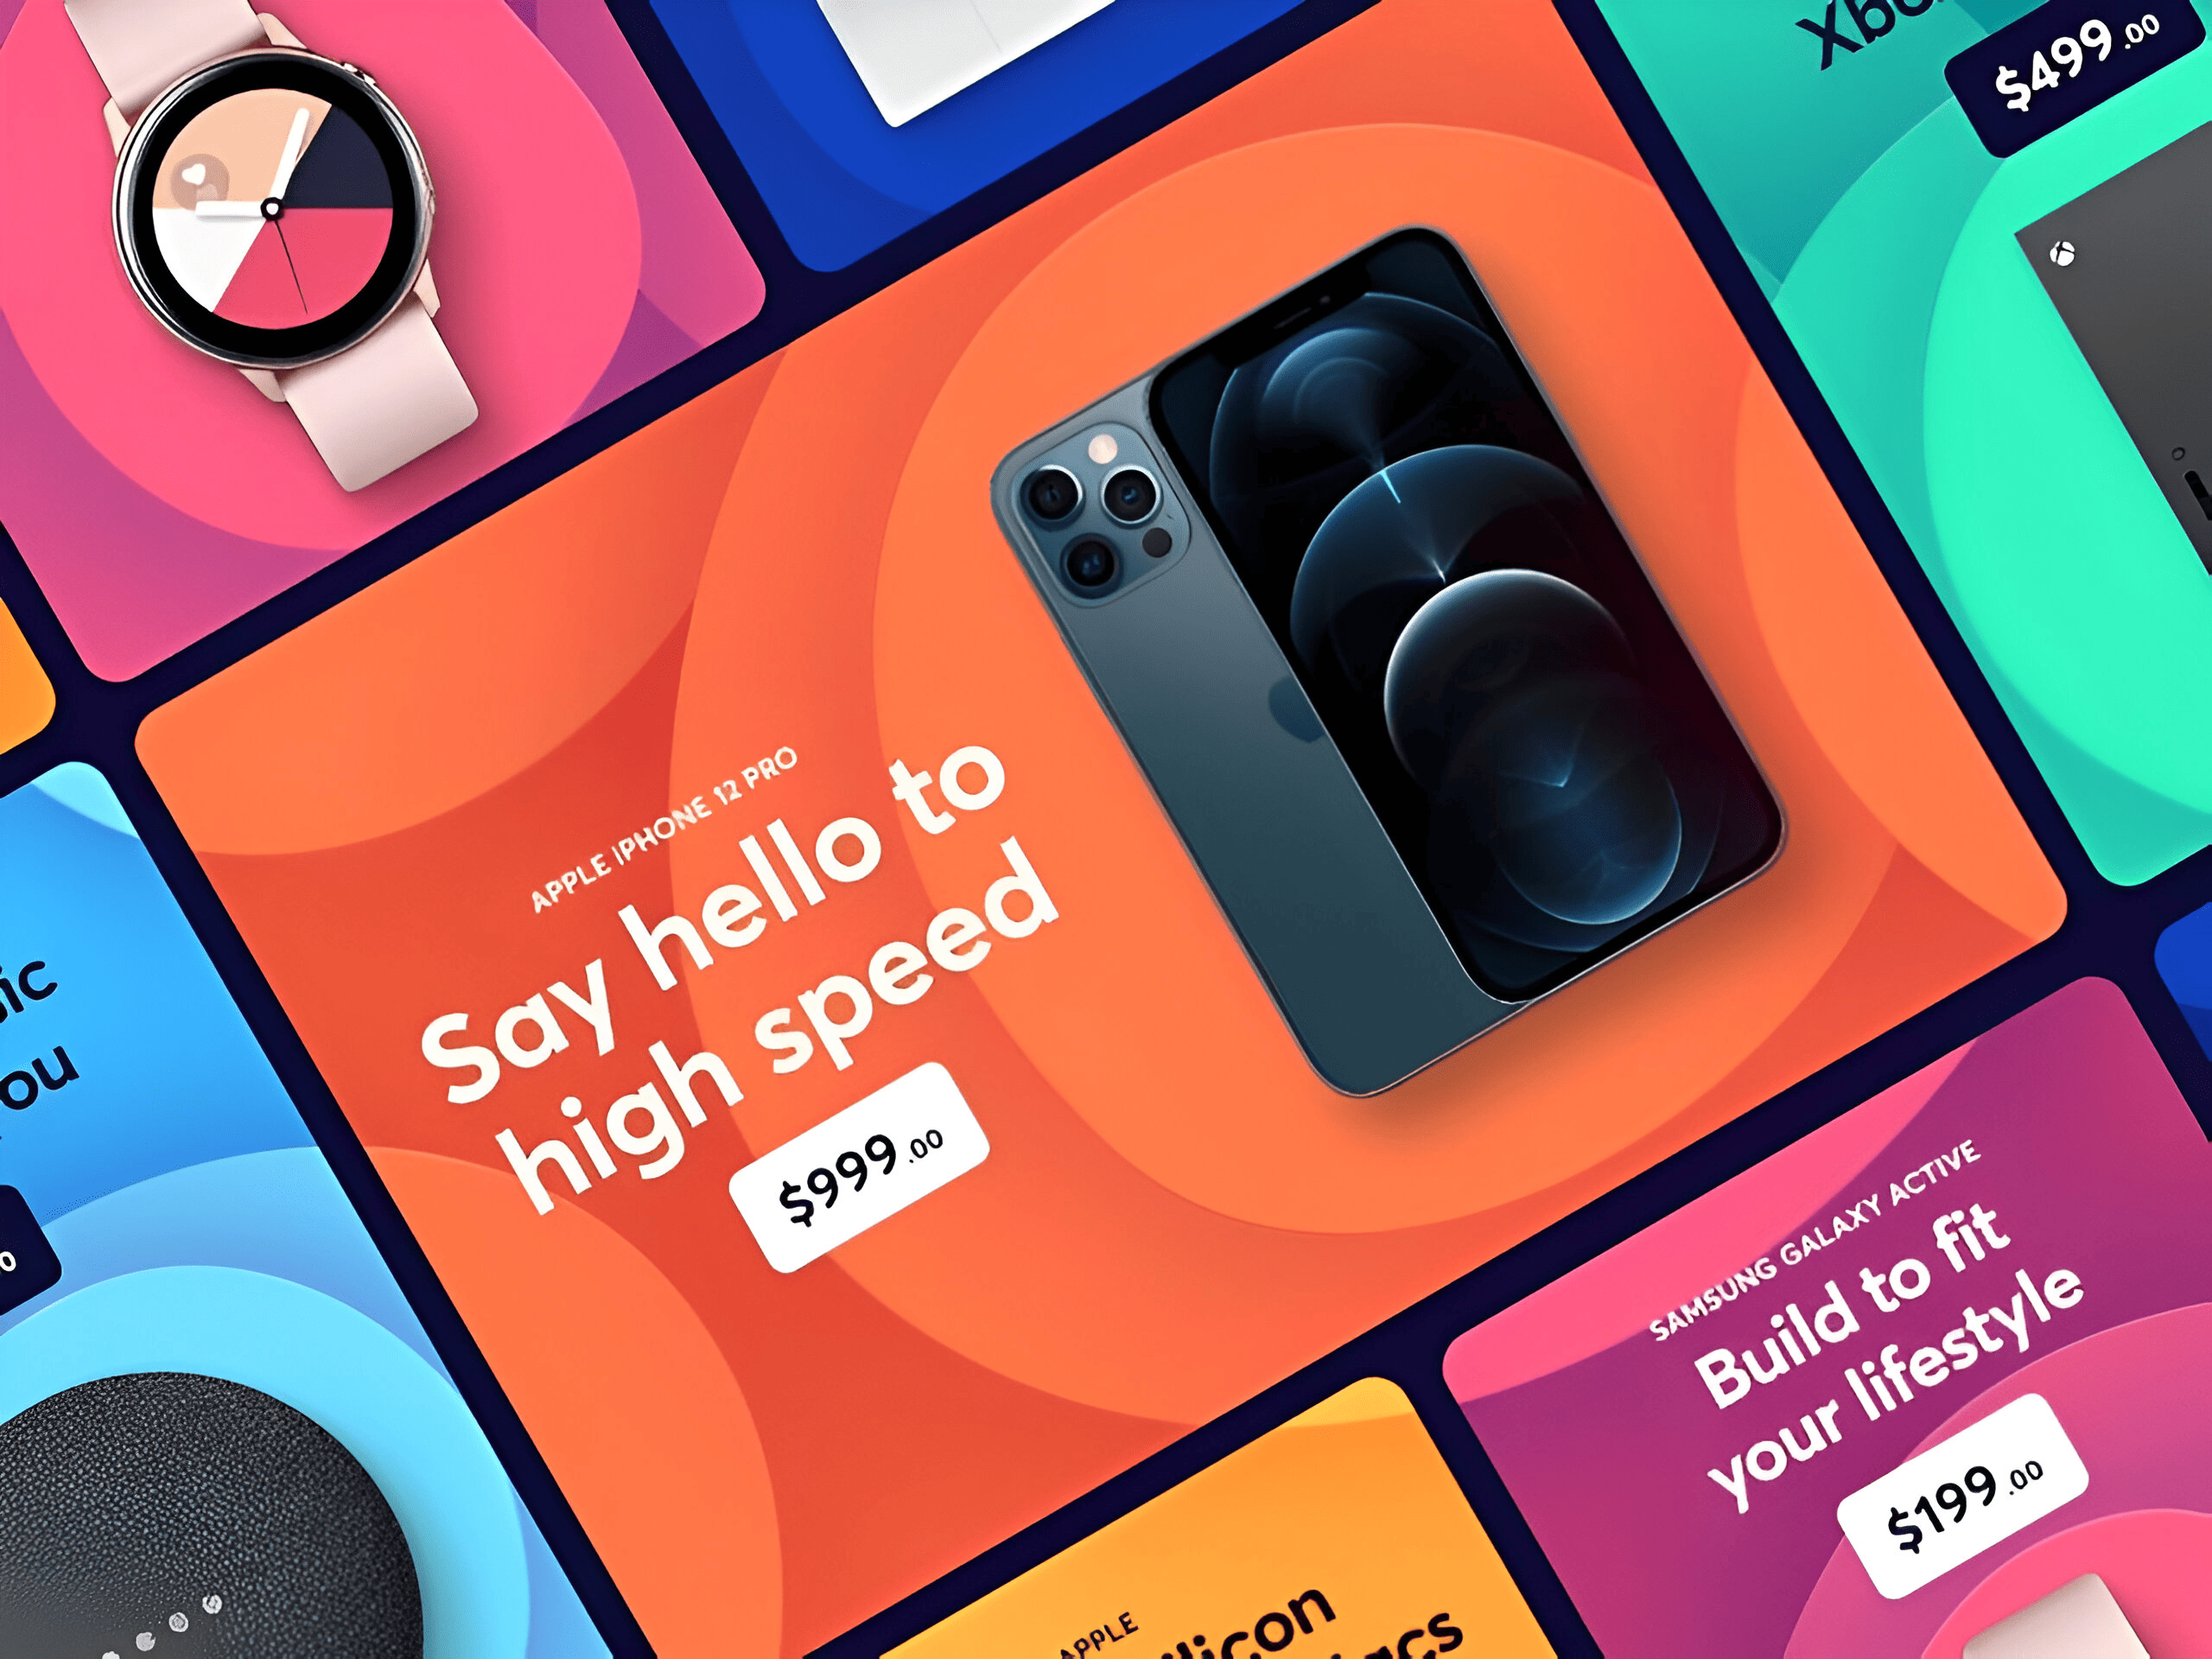 $499.00
APPLE IPHONE 12 PRO
Say hello to
high speed
$999.00
SAMSUNG GALAXY ACTIVE
Build to fit
your lifestyle
$199.00
APPLE